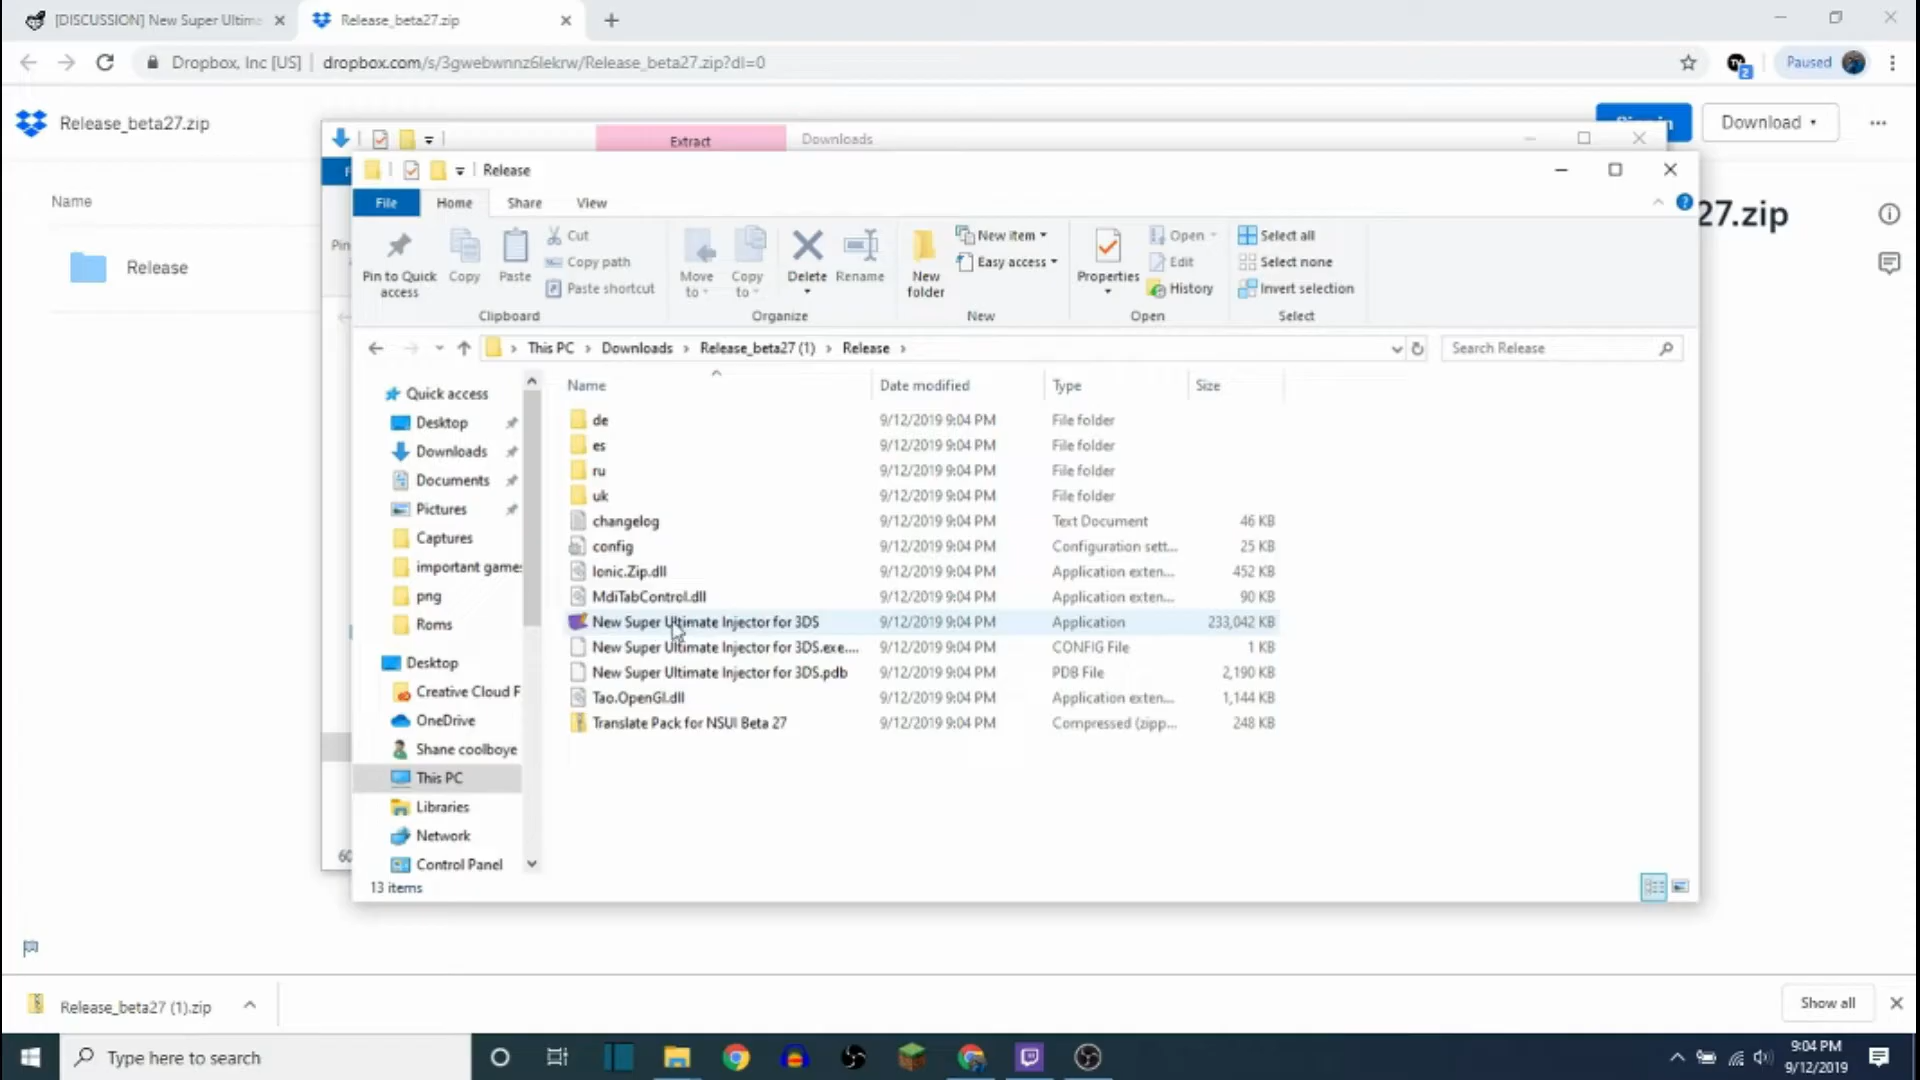 [DISCUSSION] New Super Ultima
Release_beta27.zip
Dropbox, Inc [US] | dropbox.com/s/3gwebwnnz6lekrw/Release_beta27.zip?dl=0
Paused
2
Release_beta27.zip
Download
Extract
Downloads
Release
File
Home
Share
View
27.zip
Name
Release
Pin to Quick access
Copy
Paste
Cut
Copy path
Paste shortcut
Clipboard
Move to
Copy to
Delete
Rename
Organize
New folder
New item
Easy access
New
Properties
Open
Edit
History
Open
Select all
Select none
Invert selection
Select
This PC > Downloads > Release_beta27 (1) > Release >
Search Release
Quick access
Desktop
Downloads
Documents
Pictures
Captures
important game
png
Roms
Desktop
Creative Cloud F
OneDrive
Shane coolboye
This PC
Libraries
Network
Control Panel
Name Date modified Type Size
de 9/12/2019 9:04 PM File folder
es 9/12/2019 9:04 PM File folder
ru 9/12/2019 9:04 PM File folder
uk 9/12/2019 9:04 PM File folder
changelog 9/12/2019 9:04 PM Text Document 46 KB
config 9/12/2019 9:04 PM Configuration sett... 25 KB
Ionic.Zip.dll 9/12/2019 9:04 PM Application exten... 452 KB
MdiTabControl.dll 9/12/2019 9:04 PM Application exten... 90 KB
New Super Ultimate Injector for 3DS 9/12/2019 9:04 PM Application 233,042 KB
New Super Ultimate Injector for 3DS.exe.... 9/12/2019 9:04 PM CONFIG File 1 KB
New Super Ultimate Injector for 3DS.pdb 9/12/2019 9:04 PM PDB File 2,190 KB
Tao.OpenGl.dll 9/12/2019 9:04 PM Application exten... 1,144 KB
Translate Pack for NSUI Beta 27 9/12/2019 9:04 PM Compressed (zipp... 248 KB
13 items
Release_beta27 (1).zip
Show all
Type here to search
9:04 PM
9/12/2019